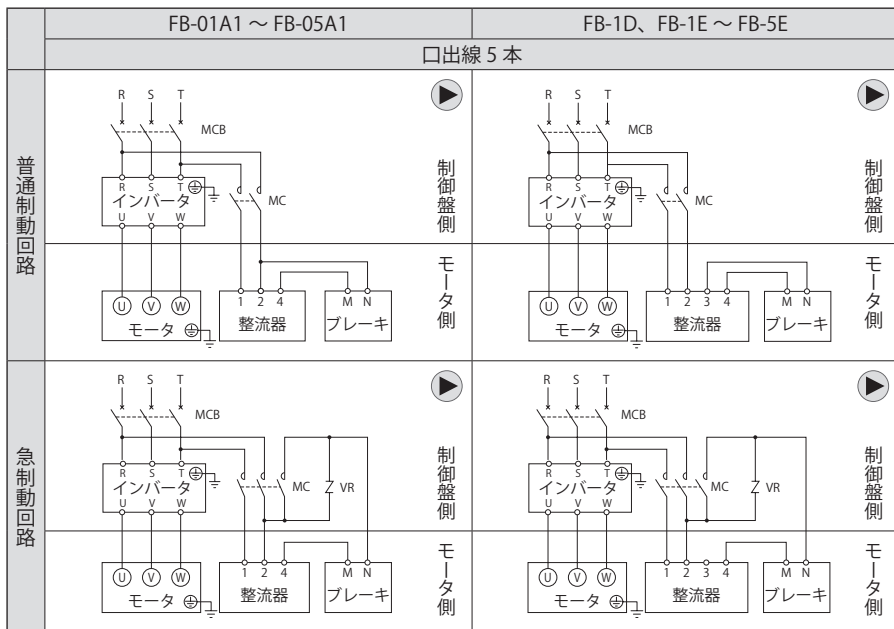 FB-01A1 ～ FB-05A1
FB-1D、FB-1E ～ FB-5E
口出線 5 本
普通制動回路
R S T
MCB
R S T
インバータ
U V W
MC
制御盤側
U V W
モータ
1 2 4
整流器
M N
ブレーキ
モータ側
R S T
MCB
R S T
インバータ
U V W
MC
制御盤側
U V W
モータ
1 2 3 4
整流器
M N
ブレーキ
モータ側
急制動回路
R S T
MCB
R S T
インバータ
U V W
MC
VR
制御盤側
U V W
モータ
1 2 4
整流器
M N
ブレーキ
モータ側
R S T
MCB
R S T
インバータ
U V W
MC
VR
制御盤側
U V W
モータ
1 2 3 4
整流器
M N
ブレーキ
モータ側